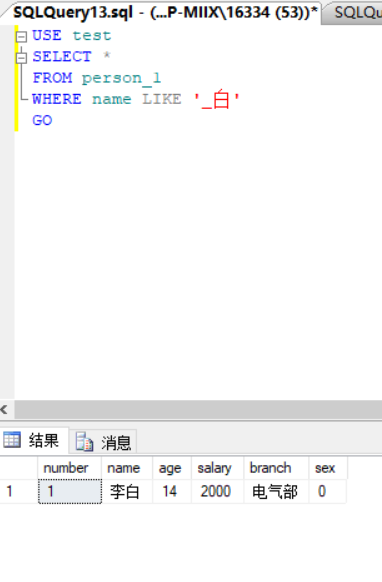 SQLQuery13.sql - (...P-MIIX\16334 (53))* SQLQu
USE test
SELECT *
FROM person_1
WHERE name LIKE '_白'
GO
结果 消息
number name age salary branch sex
1 1 李白 14 2000 电气部 0